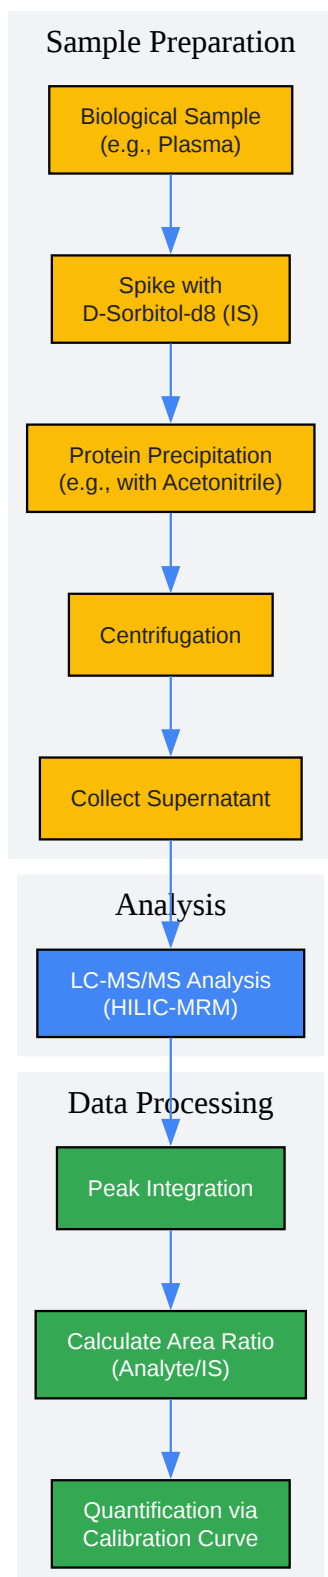 Sample Preparation
Biological Sample
(e.g., Plasma)
Spike with
D-Sorbitol-d8 (IS)
Protein Precipitation
(e.g., with Acetonitrile)
Centrifugation
Collect Supernatant
Analysis
LC-MS/MS Analysis
(HILIC-MRM)
Data Processing
Peak Integration
Calculate Area Ratio
(Analyte/IS)
Quantification via
Calibration Curve